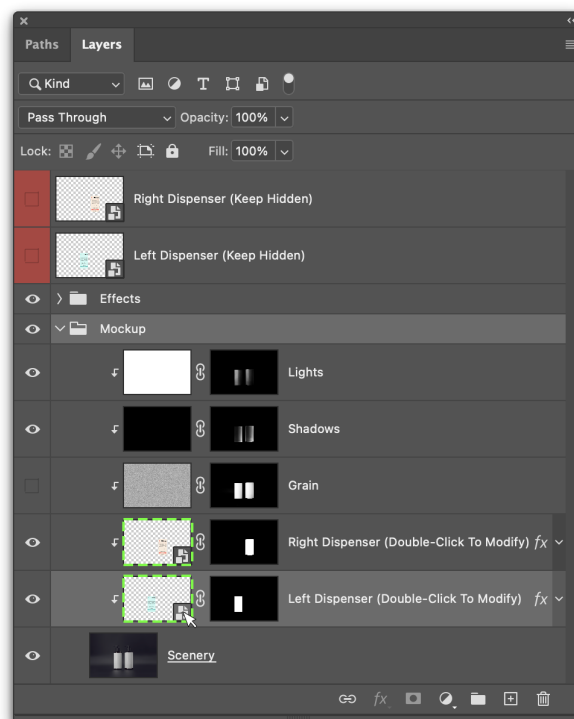 Paths Layers
Kind
Pass Through Opacity: 100%
Lock: Fill: 100%
Right Dispenser (Keep Hidden)
Left Dispenser (Keep Hidden)
Effects
Mockup
Lights
Shadows
Grain
Right Dispenser (Double-Click To Modify) fx
Left Dispenser (Double-Click To Modify) fx
Scenery
fx